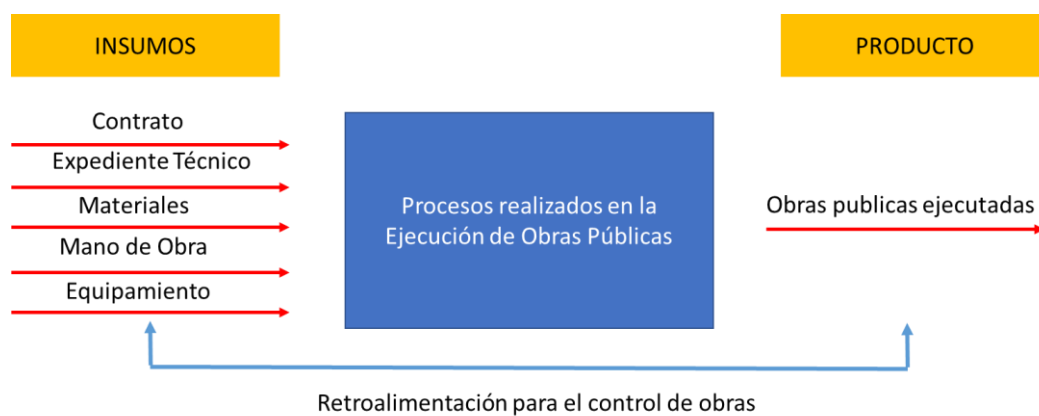 INSUMOS
PRODUCTO
Contrato
Expediente Técnico
Materiales
Mano de Obra
Equipamiento
Procesos realizados en la
Ejecución de Obras Públicas
Obras publicas ejecutadas
Retroalimentación para el control de obras